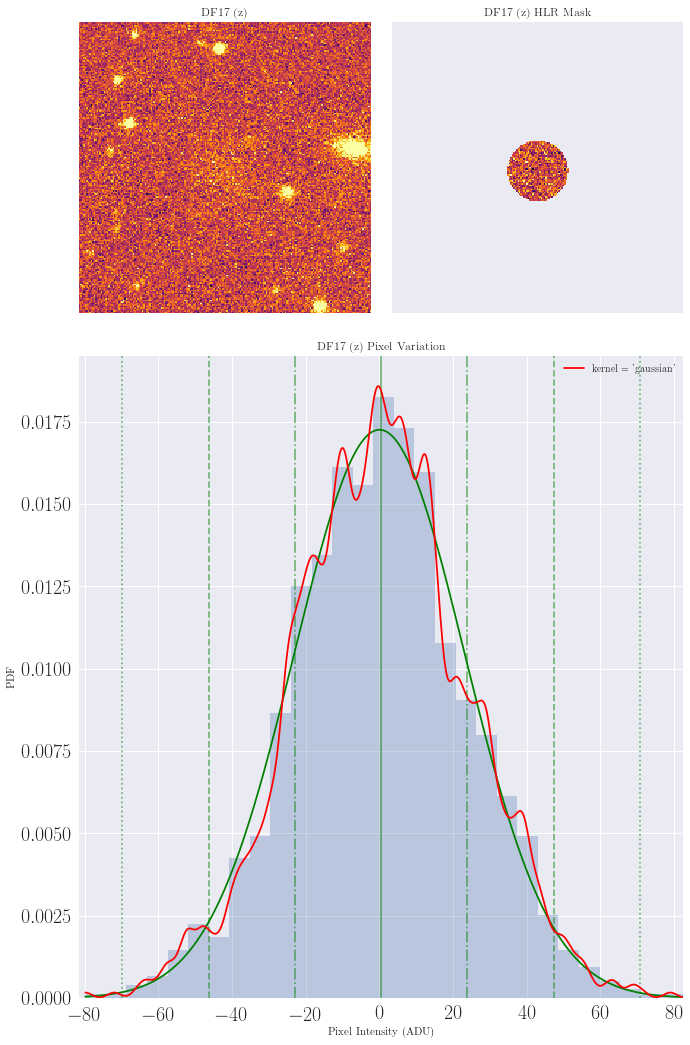 DF17 (z)
DF17 (z) HLR Mask
DF17 (z) Pixel Variation
kernel = 'gaussian'
0.0175
0.0150
0.0125
0.0100
0.0075
0.0050
0.0025
0.0000
PDF
−80 −60 −40 −20 0 20 40 60 80
Pixel Intensity (ADU)